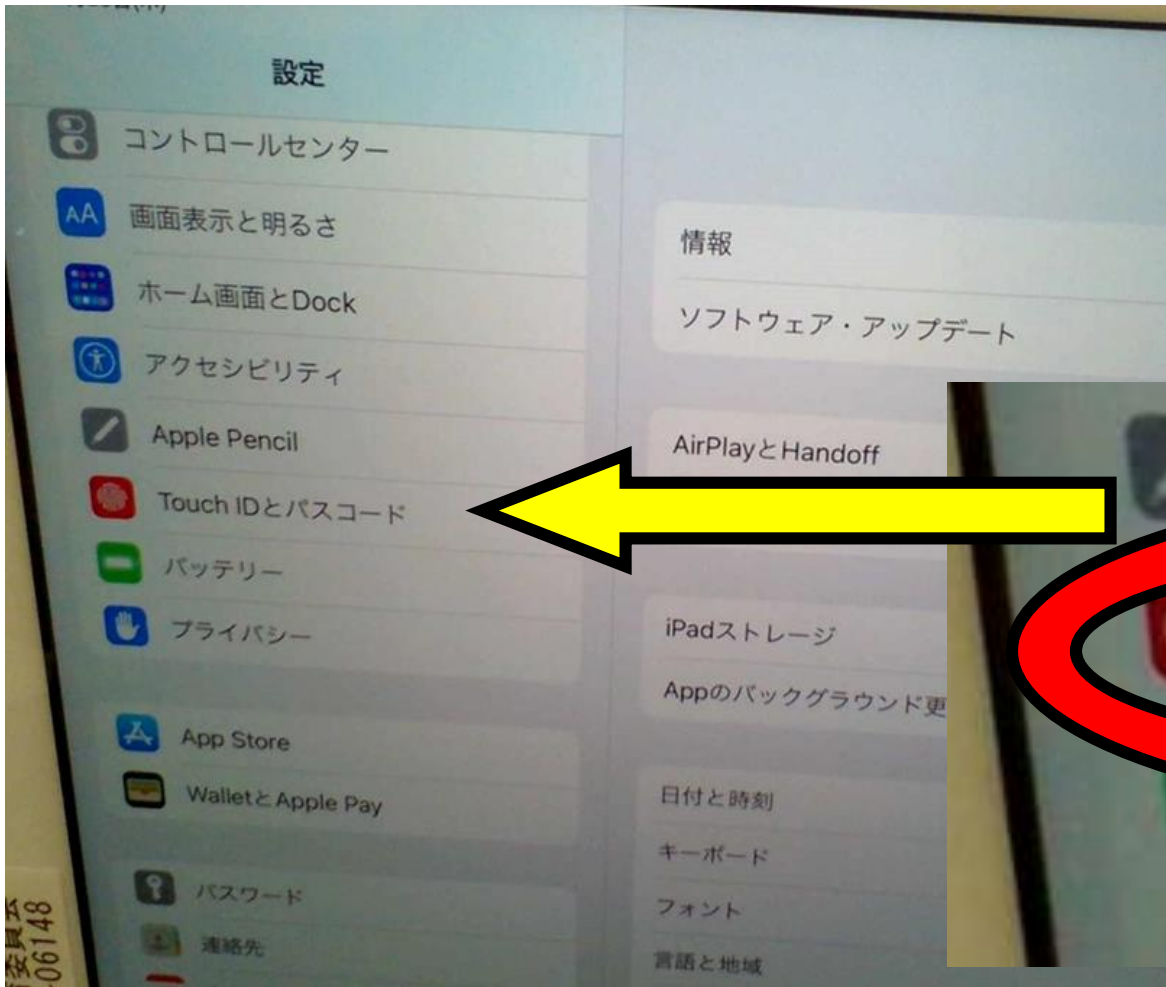 設定
コントロールセンター
AA 画面表示と明るさ
ホーム画面とDock
アクセシビリティ
Apple Pencil
Touch IDとパスコード
バッテリー
プライバシー
App Store
WalletとApple Pay
パスワード
連絡先
情報
ソフトウェア・アップデート
AirPlayとHandoff
iPadストレージ
Appのバックグラウンド更
日付と時刻
キーボード
フォント
言語と地域
委員会
06148